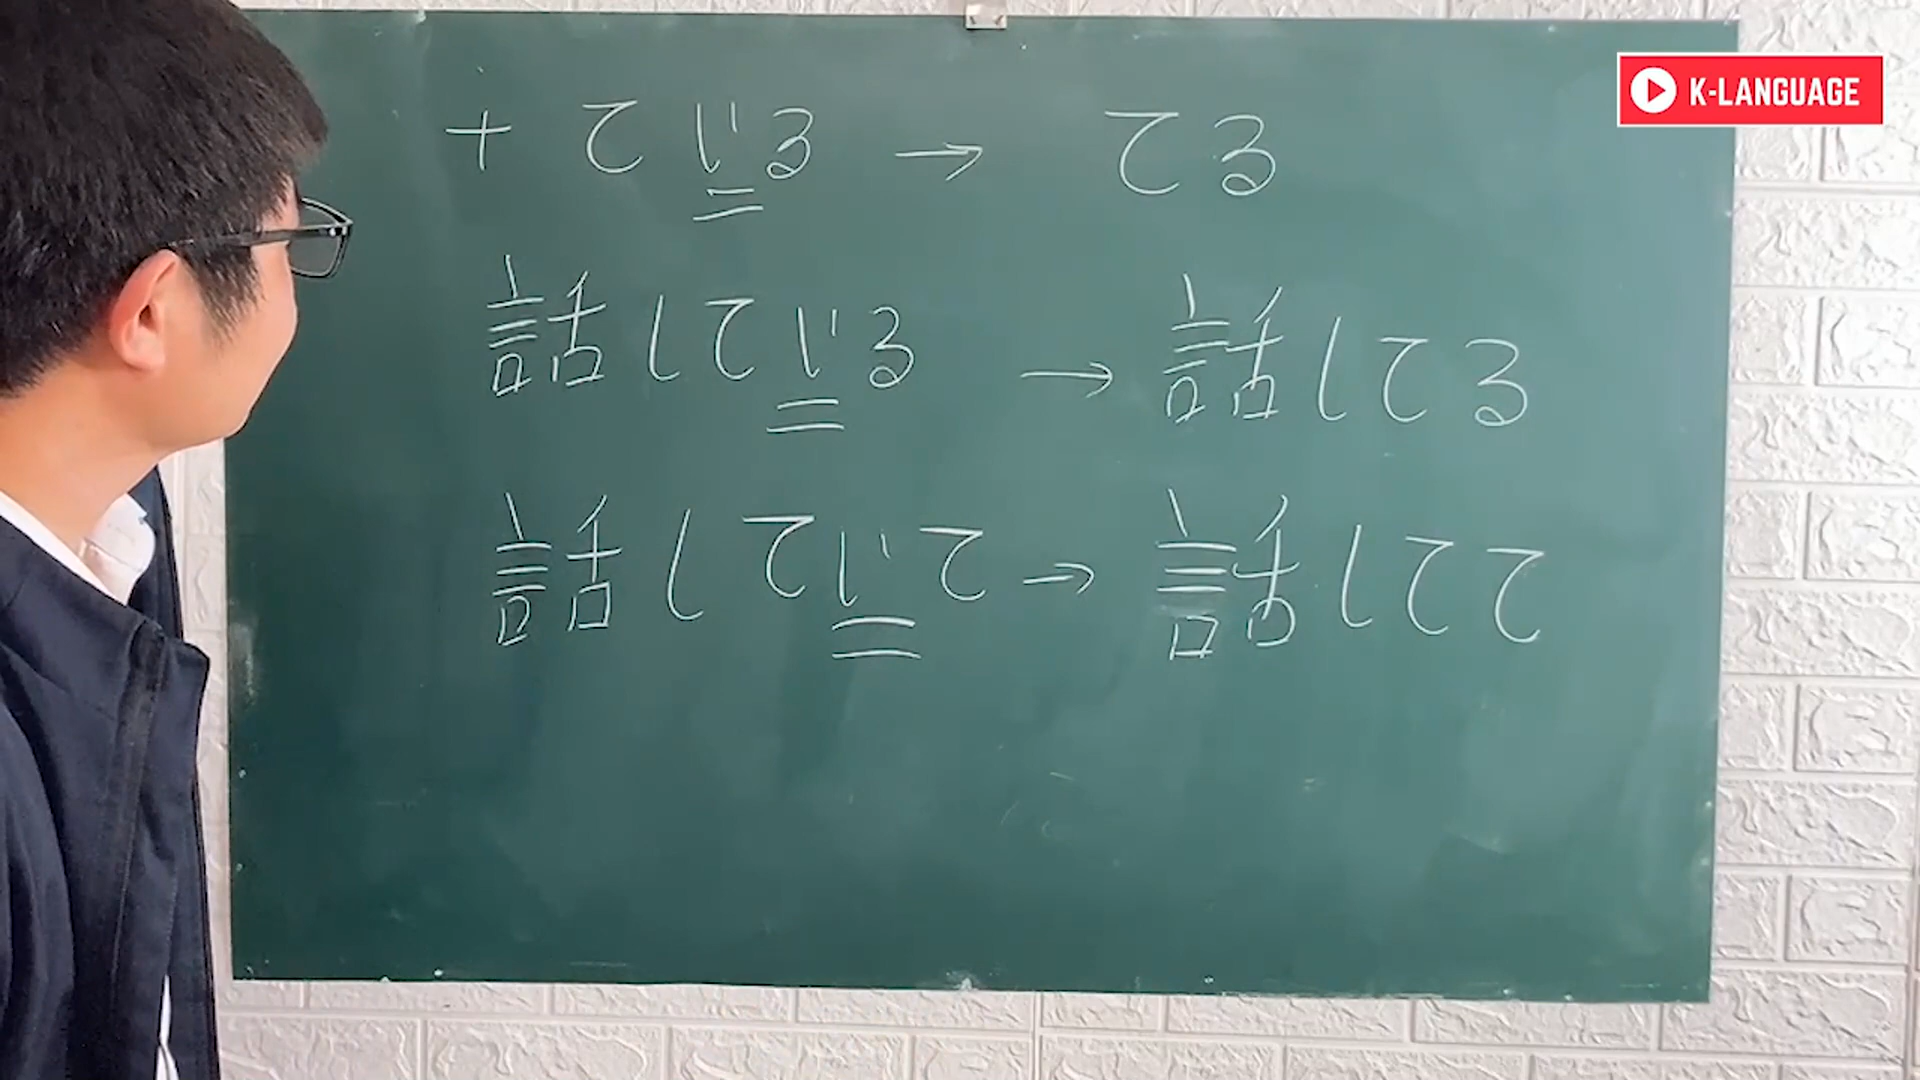 K-LANGUAGE
+ ている → てる
話している → 話してる
話していて → 話してて